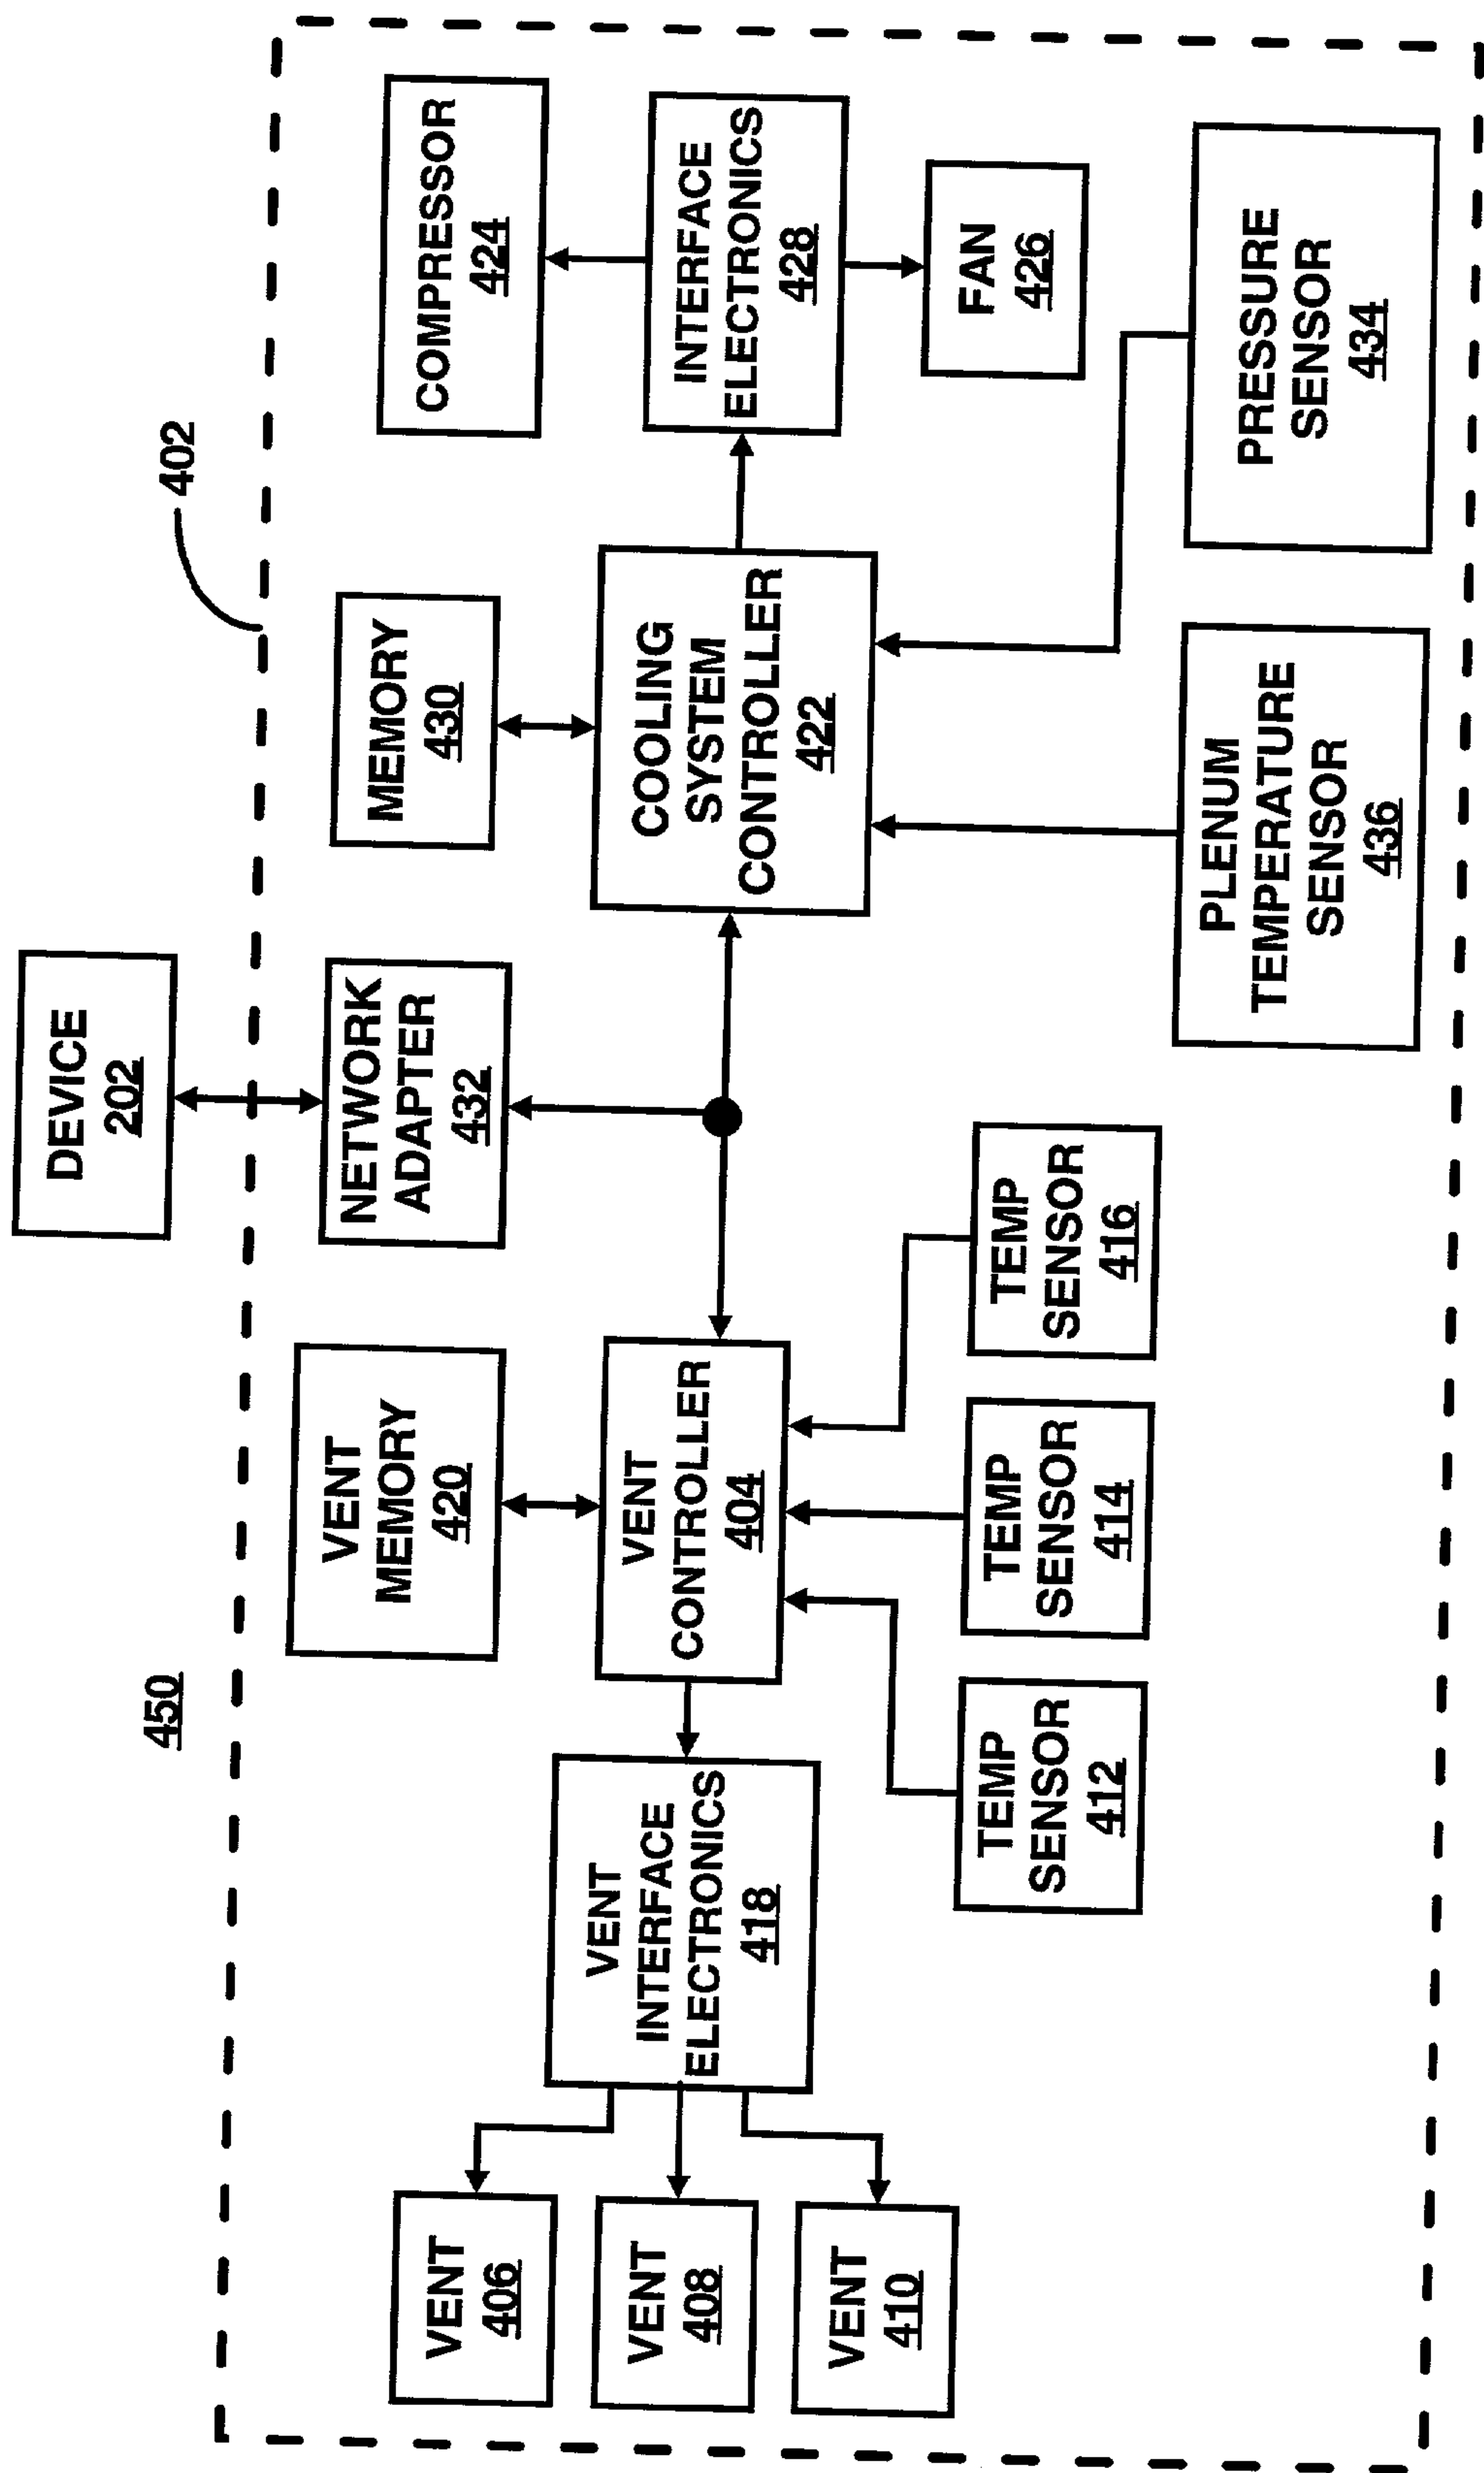 450
402
DEVICE
202
VENT
406
VENT
408
VENT
410
VENT
INTERFACE
ELECTRONICS
418
VENT
MEMORY
420
VENT
CONTROLLER
404
TEMP
SENSOR
412
TEMP
SENSOR
414
TEMP
SENSOR
416
NETWORK
ADAPTER
432
MEMORY
430
COOLING
SYSTEM
CONTROLLER
422
PLENUM
TEMPERATURE
SENSOR
436
PRESSURE
SENSOR
434
COMPRESSOR
424
INTERFACE
ELECTRONICS
428
FAN
426